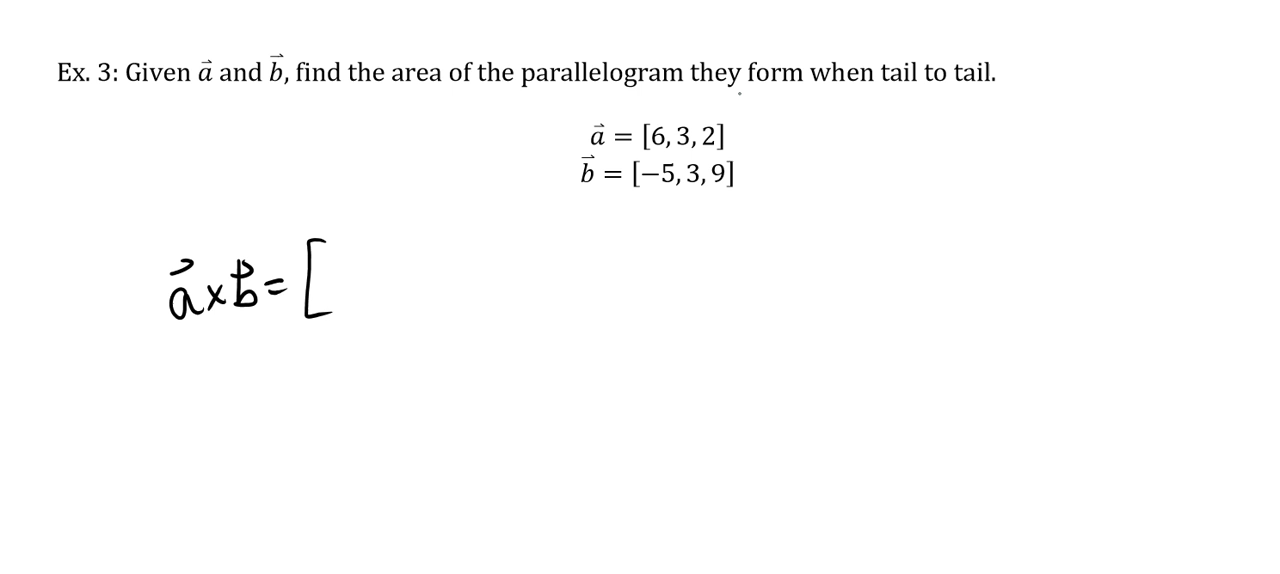 Ex. 3: Given a⃗ and b⃗, find the area of the parallelogram they form when tail to tail.
a⃗ = [6, 3, 2]
b⃗ = [−5, 3, 9]
a⃗ × b⃗ = [